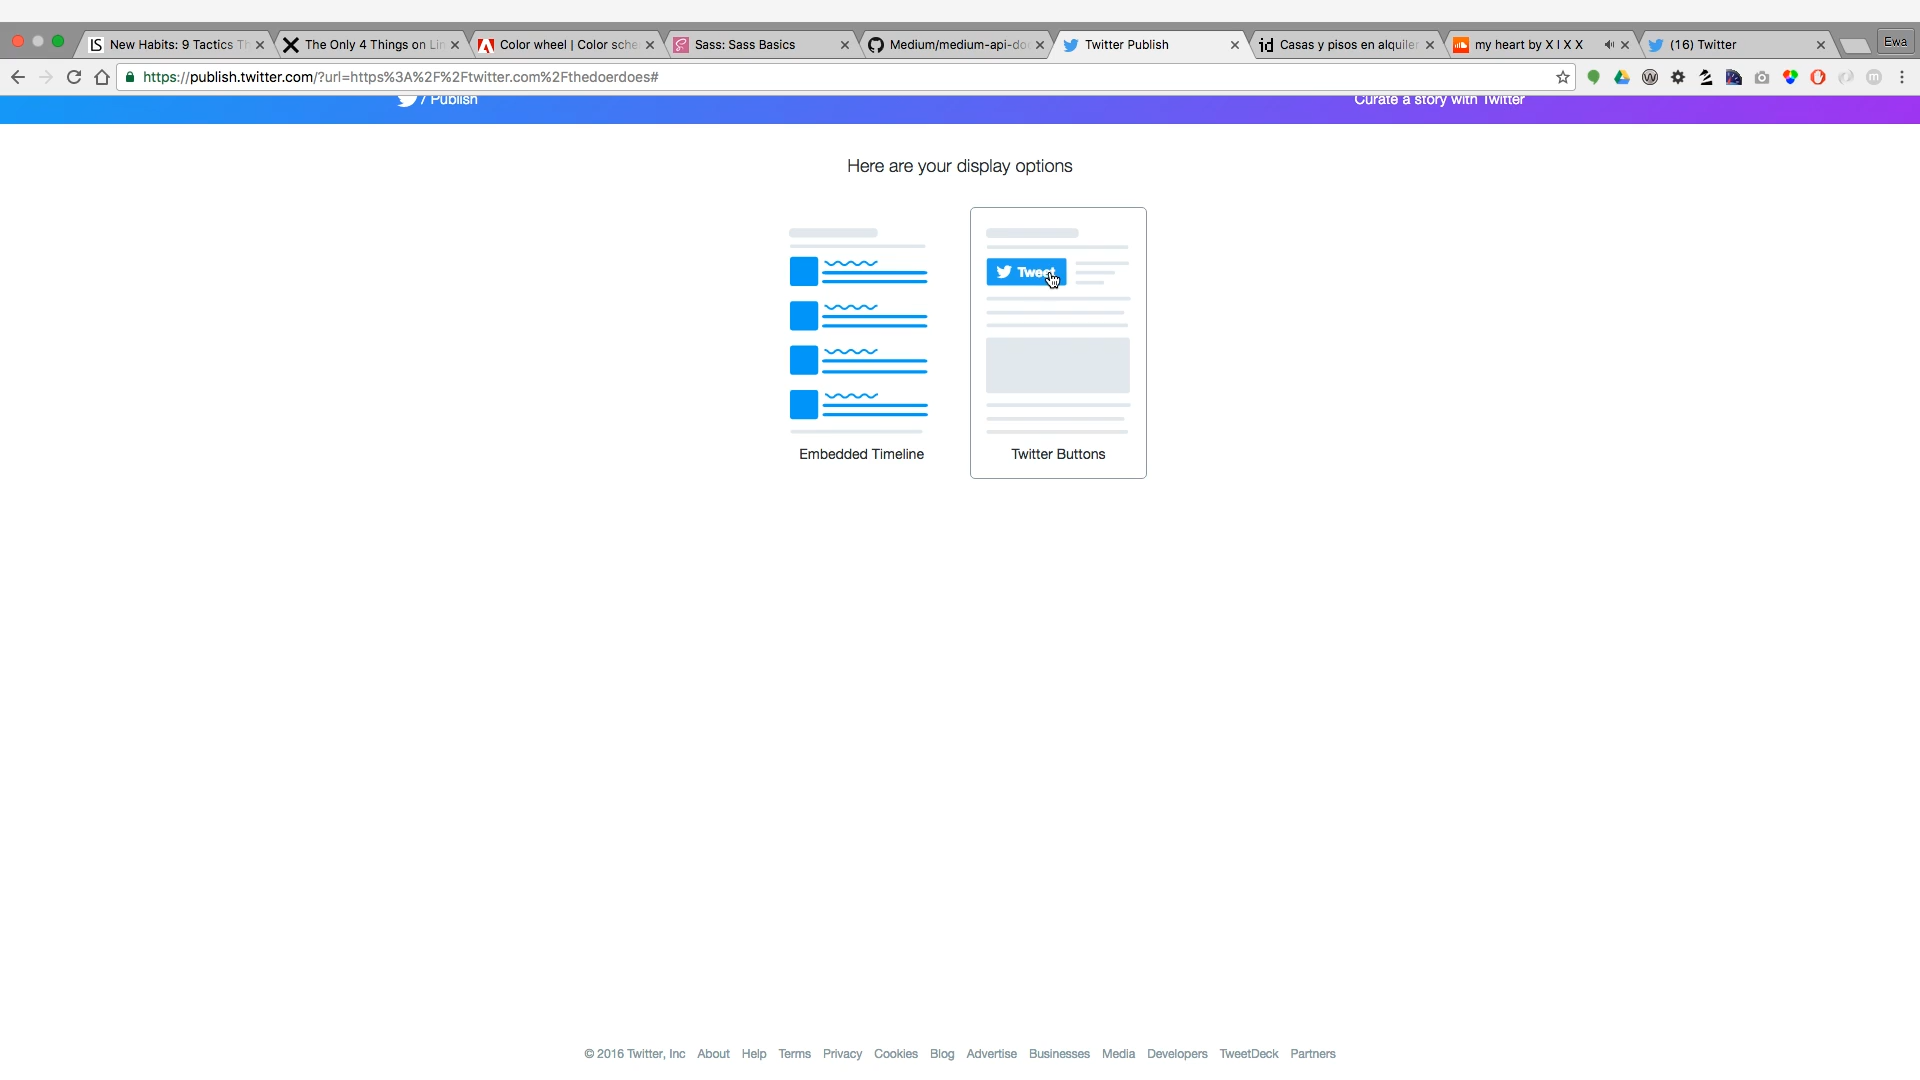 New Habits: 9 Tactics Th
The Only 4 Things on Lin
Color wheel | Color sche
Sass: Sass Basics
Medium/medium-api-do
Twitter Publish
Casas y pisos en alquiler
my heart by X I X X
(16) Twitter
Ewa
https://publish.twitter.com/?url=https%3A%2F%2Ftwitter.com%2Fthedoerdoes#
/ Publish
Curate a story with Twitter
Here are your display options
Tweet
Embedded Timeline
Twitter Buttons
© 2016 Twitter, Inc About Help Terms Privacy Cookies Blog Advertise Businesses Media Developers TweetDeck Partners